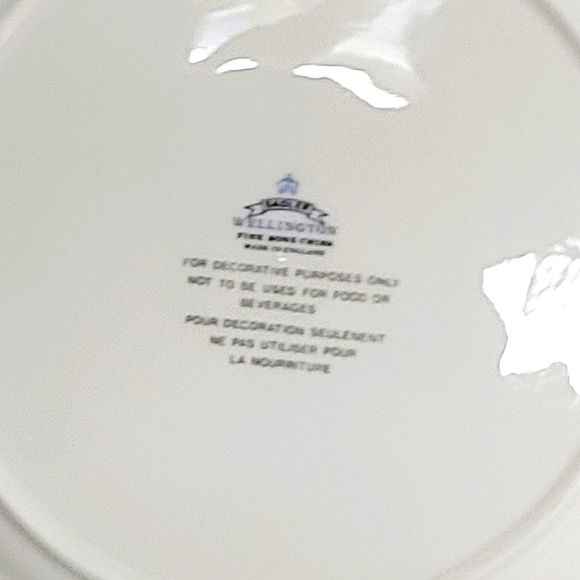 SADLER
WELLINGTON
FINE BONE CHINA
MADE IN ENGLAND
FOR DECORATIVE PURPOSES ONLY
NOT TO BE USED FOR FOOD OR
BEVERAGES
POUR DECORATION SEULEMENT
NE PAS UTILISER POUR
LA NOURRITURE